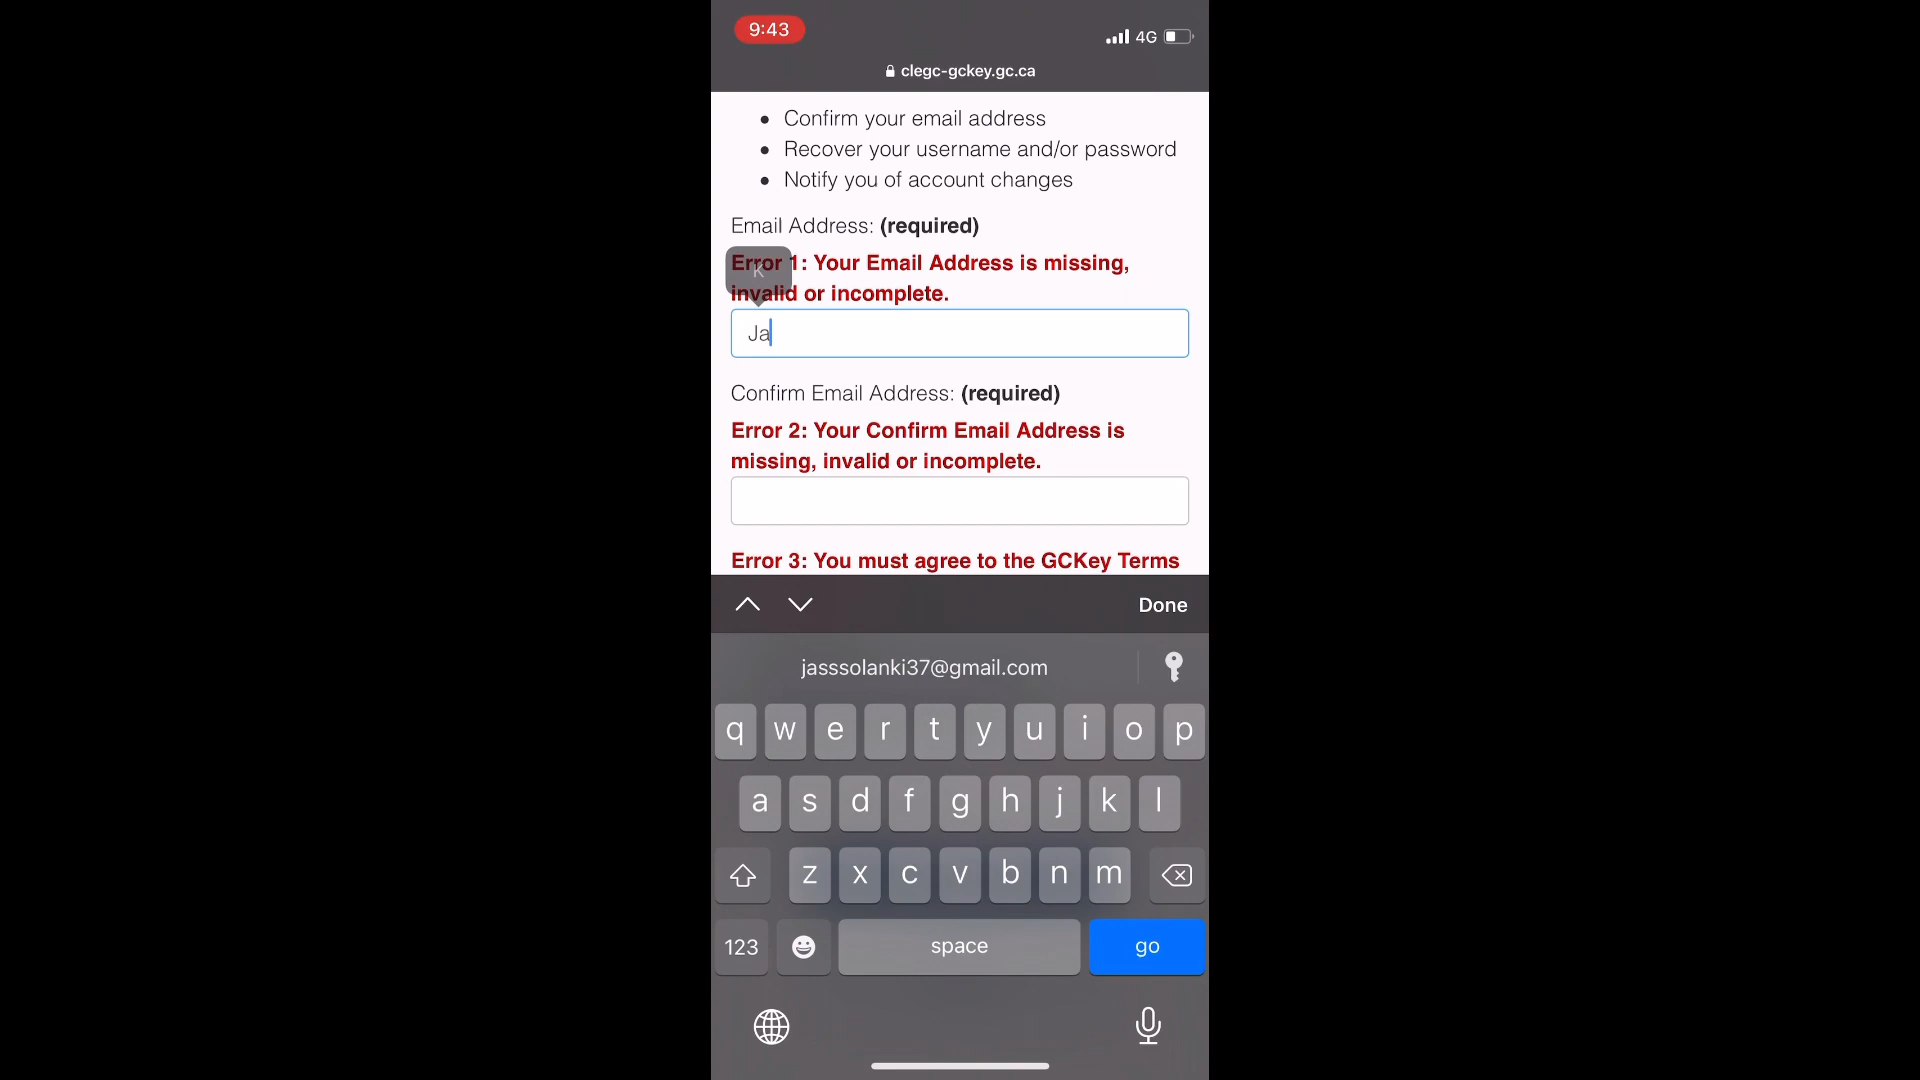 9:43
4G
clegc-gckey.gc.ca
• Confirm your email address
• Recover your username and/or password
• Notify you of account changes
Email Address: (required)
Error 1: Your Email Address is missing,
invalid or incomplete.
K
Ja
Confirm Email Address: (required)
Error 2: Your Confirm Email Address is
missing, invalid or incomplete.
Error 3: You must agree to the GCKey Terms
Done
jasssolanki37@gmail.com
q w e r t y u i o p
a s d f g h j k l
z x c v b n m
123 space go